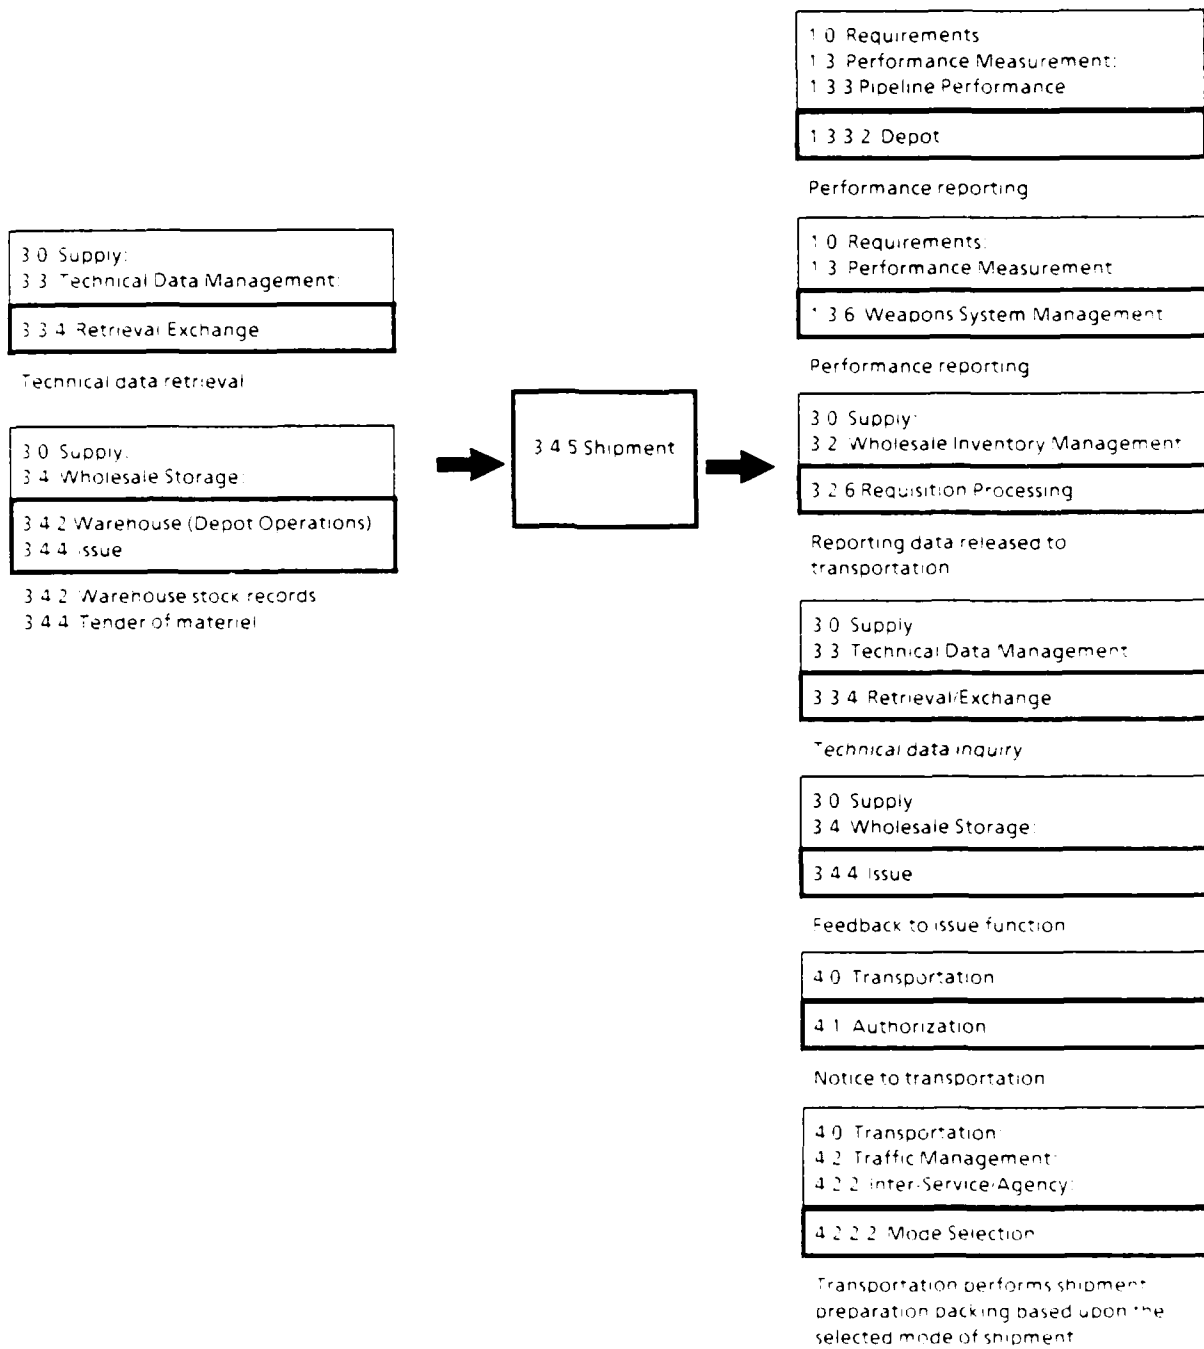 3.0 Supply:
3.3 Technical Data Management:
3.3.4 Retrieval Exchange
Technical data retrieval
3.0 Supply:
3.4 Wholesale Storage:
3.4.2 Warehouse (Depot Operations)
3.4.4 Issue
3.4.2 Warehouse stock records
3.4.4 Tender of materiel
3.4.5 Shipment
1.0 Requirements
1.3 Performance Measurement:
1.3.3 Pipeline Performance
1.3.3.2 Depot
Performance reporting
1.0 Requirements:
1.3 Performance Measurement
1.3.6 Weapons System Management
Performance reporting
3.0 Supply:
3.2 Wholesale Inventory Management
3.2.6 Requisition Processing
Reporting data released to
transportation
3.0 Supply
3.3 Technical Data Management
3.3.4 Retrieval/Exchange
Technical data inquiry
3.0 Supply
3.4 Wholesale Storage:
3.4.4 Issue
Feedback to issue function
4.0 Transportation
4.1 Authorization
Notice to transportation
4.0 Transportation:
4.2 Traffic Management:
4.2.2 Inter-Service/Agency:
4.2.2.2 Mode Selection
Transportation performs shipment
preparation packing based upon the
selected mode of shipment